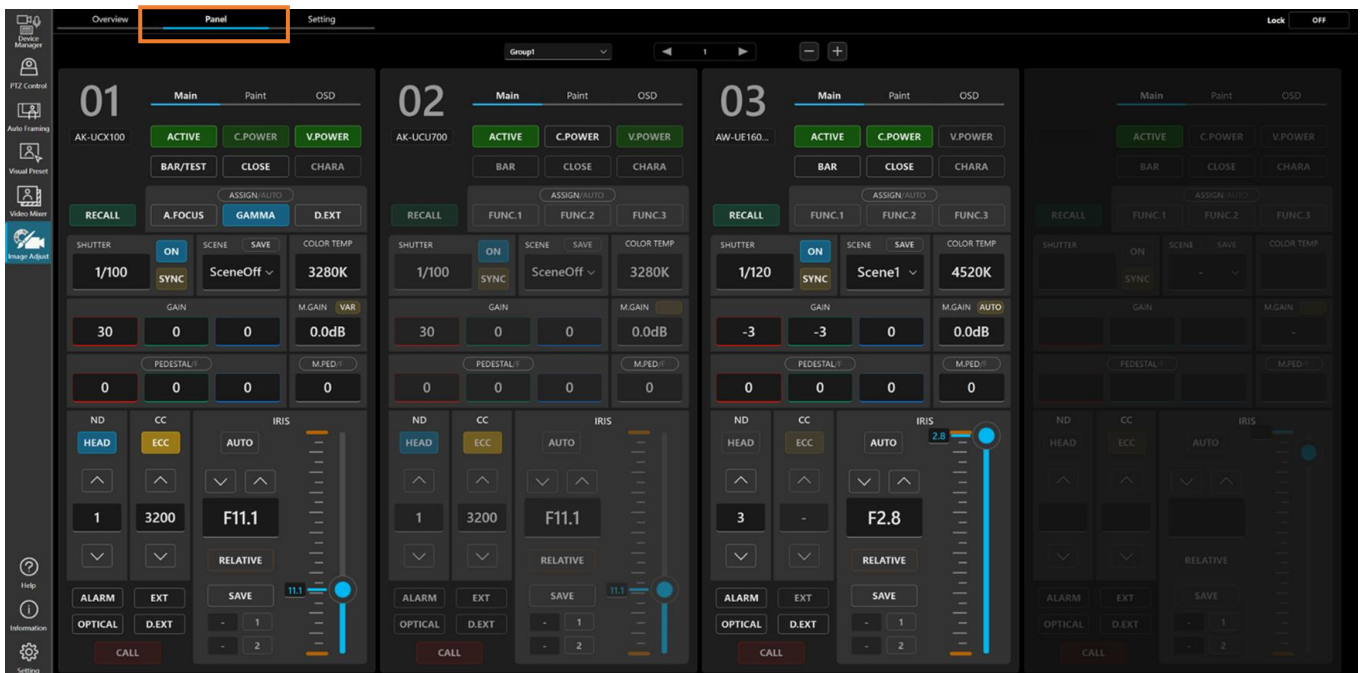 Overview Panel Setting Lock OFF
Device Manager
PTZ Control
Auto Framing
Visual Preset
Video Mixer
Image Adjust
Help
Information
Setting
Group1 1
01 Main Paint OSD
AK-UCX100 ACTIVE C.POWER V.POWER
BAR/TEST CLOSE CHARA
ASSIGN/AUTO
RECALL A.FOCUS GAMMA D.EXT
SHUTTER ON SCENE SAVE COLOR TEMP
1/100 SYNC SceneOff 3280K
GAIN M.GAIN VAR
30 0 0 0.0dB
PEDESTAL/F M.PED/F
0 0 0 0
ND CC IRIS
HEAD ECC AUTO
1 3200 F11.1
RELATIVE
11.1
ALARM EXT SAVE
OPTICAL D.EXT - 1
CALL - 2
02 Main Paint OSD
AK-UCU700 ACTIVE C.POWER V.POWER
BAR CLOSE CHARA
ASSIGN/AUTO
RECALL FUNC.1 FUNC.2 FUNC.3
SHUTTER ON SCENE SAVE COLOR TEMP
1/100 SYNC SceneOff 3280K
GAIN M.GAIN
30 0 0 0.0dB
PEDESTAL/F M.PED/F
0 0 0 0
ND CC IRIS
HEAD ECC AUTO
1 3200 F11.1
RELATIVE
11.1
ALARM EXT SAVE
OPTICAL D.EXT - 1
CALL - 2
03 Main Paint OSD
AW-UE160... ACTIVE C.POWER V.POWER
BAR CLOSE CHARA
ASSIGN/AUTO
RECALL FUNC.1 FUNC.2 FUNC.3
SHUTTER ON SCENE SAVE COLOR TEMP
1/120 SYNC Scene1 4520K
GAIN M.GAIN AUTO
-3 -3 0 0.0dB
PEDESTAL/F M.PED/F
0 0 0 0
ND CC IRIS
2.8
HEAD ECC AUTO
3 - F2.8
RELATIVE
ALARM EXT SAVE
OPTICAL D.EXT - 1
CALL - 2
Main Paint OSD
ACTIVE C.POWER V.POWER
BAR CLOSE CHARA
ASSIGN/AUTO
RECALL FUNC.1 FUNC.2 FUNC.3
SHUTTER ON SCENE SAVE COLOR TEMP
SYNC -
GAIN M.GAIN
-
PEDESTAL/F M.PED/F
ND CC IRIS
HEAD ECC AUTO
RELATIVE
ALARM EXT SAVE
OPTICAL D.EXT - 1
CALL - 2